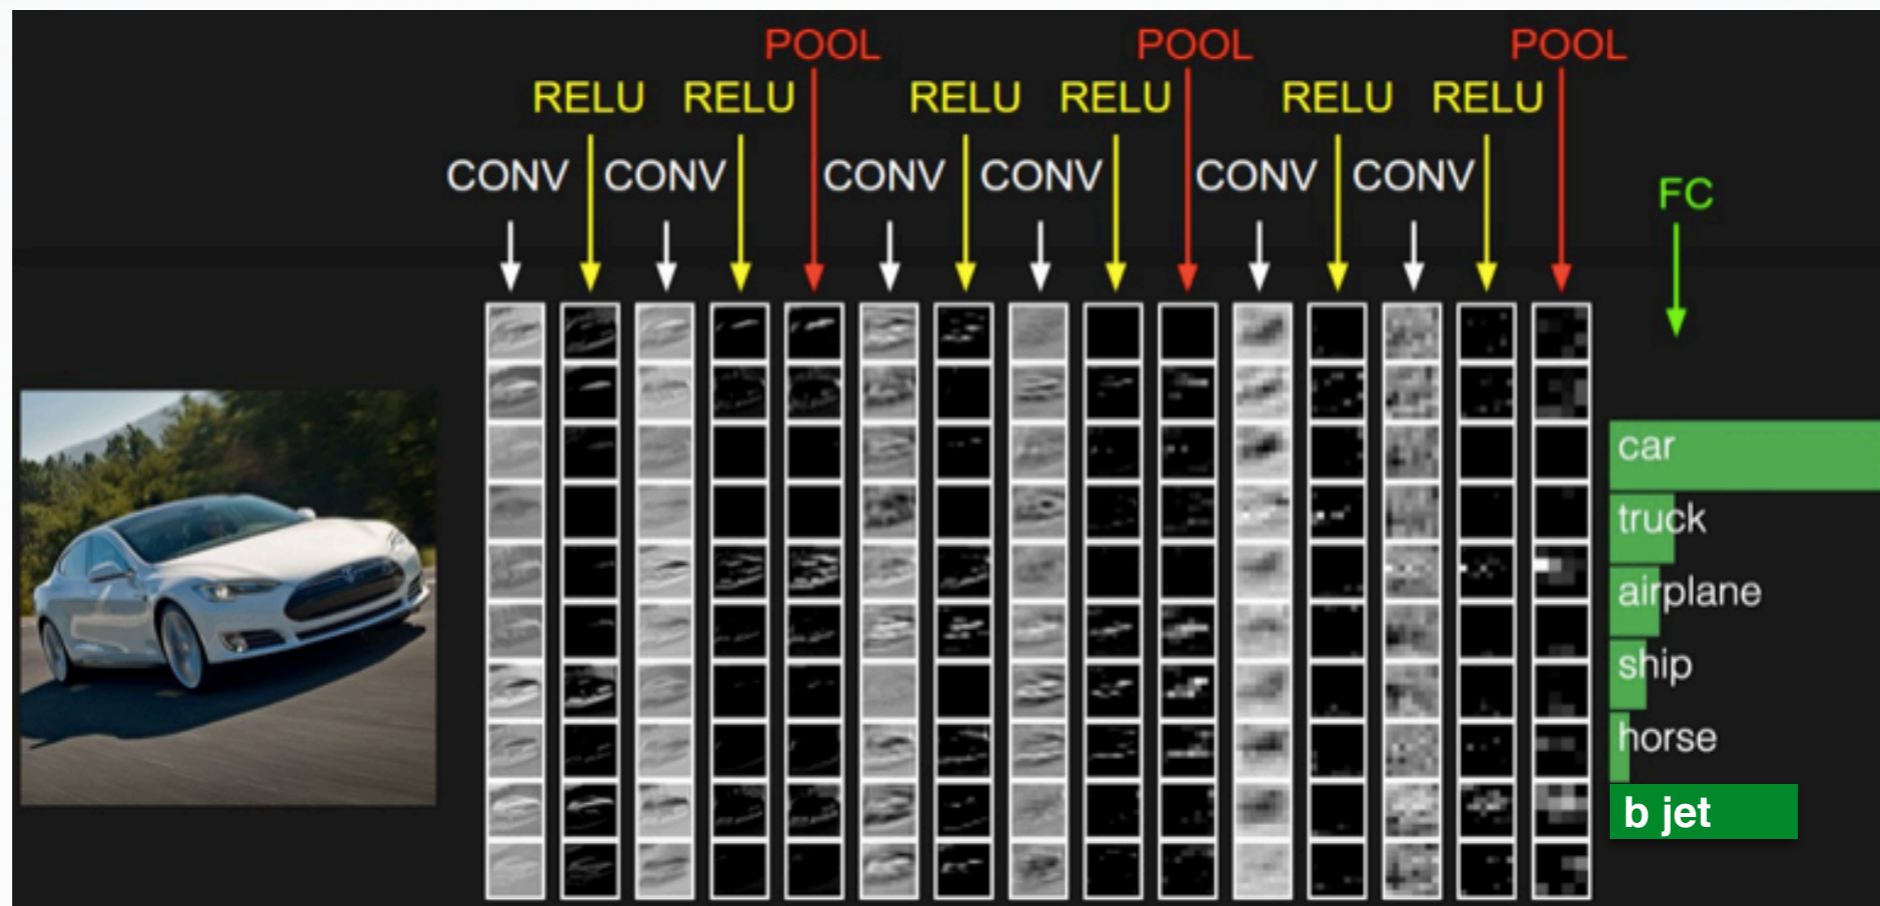 POOL POOL POOL
RELU RELU RELU RELU RELU RELU
CONV CONV CONV CONV CONV CONV
FC
car
truck
airplane
ship
horse
b jet